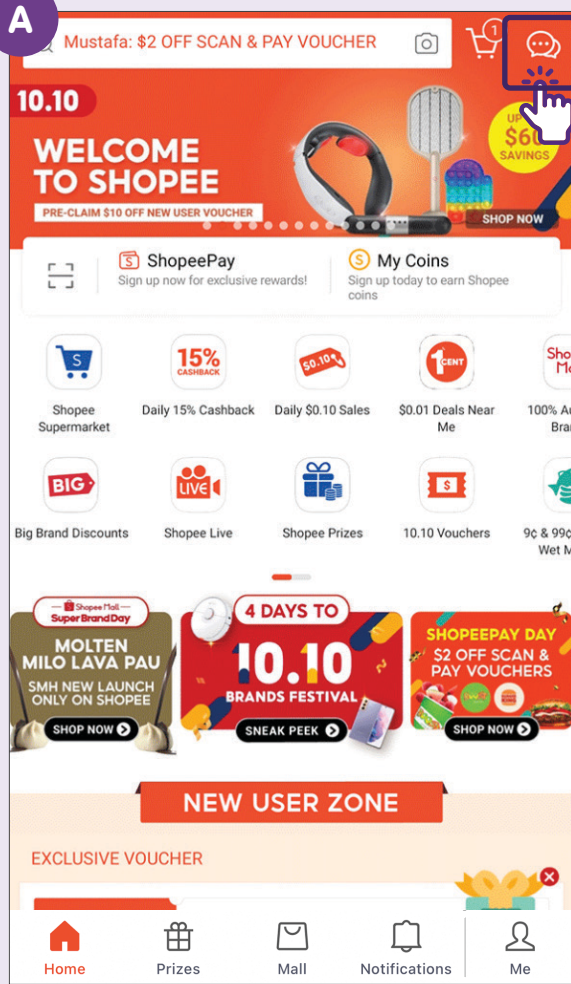 A
Mustafa: $2 OFF SCAN & PAY VOUCHER
1
10.10
WELCOME
TO SHOPEE
PRE-CLAIM $10 OFF NEW USER VOUCHER
$60
SAVINGS
SHOP NOW
ShopeePay
Sign up now for exclusive rewards!
My Coins
Sign up today to earn Shopee
coins
S
15%
CASHBACK
$0.10
1 CENT
Shopee
Supermarket
Daily 15% Cashback
Daily $0.10 Sales
$0.01 Deals Near
Me
100%
BIG
LIVE
$
Big Brand Discounts
Shopee Live
Shopee Prizes
10.10 Vouchers
9¢ & 99¢
Wet
Shopee Mall
Super Brand Day
MOLTEN
MILO LAVA PAU
SMH NEW LAUNCH
ONLY ON SHOPEE
SHOP NOW
4 DAYS TO
10.10
BRANDS FESTIVAL
SNEAK PEEK
SHOPEEPAY DAY
$2 OFF SCAN &
PAY VOUCHERS
SHOP NOW
NEW USER ZONE
EXCLUSIVE VOUCHER
Home
Prizes
Mall
Notifications
Me